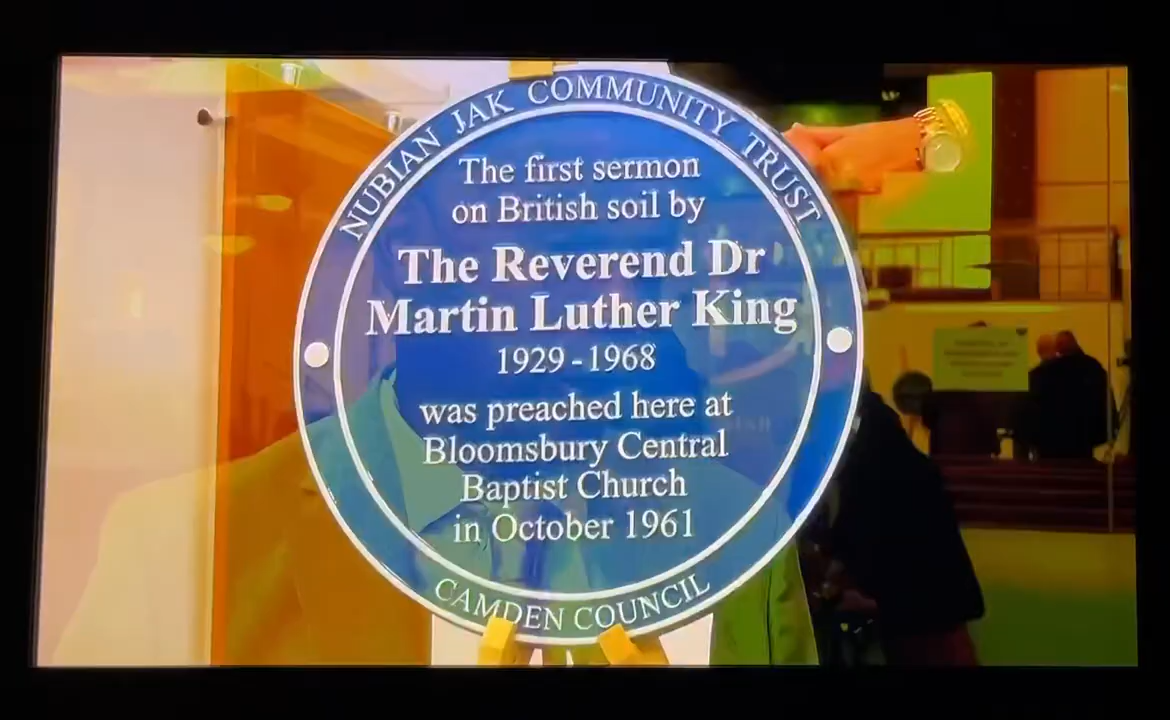 NUBIAN JAK COMMUNITY TRUST
The first sermon
on British soil by
The Reverend Dr
Martin Luther King
1929 - 1968
was preached here at
Bloomsbury Central
Baptist Church
in October 1961
CAMDEN COUNCIL